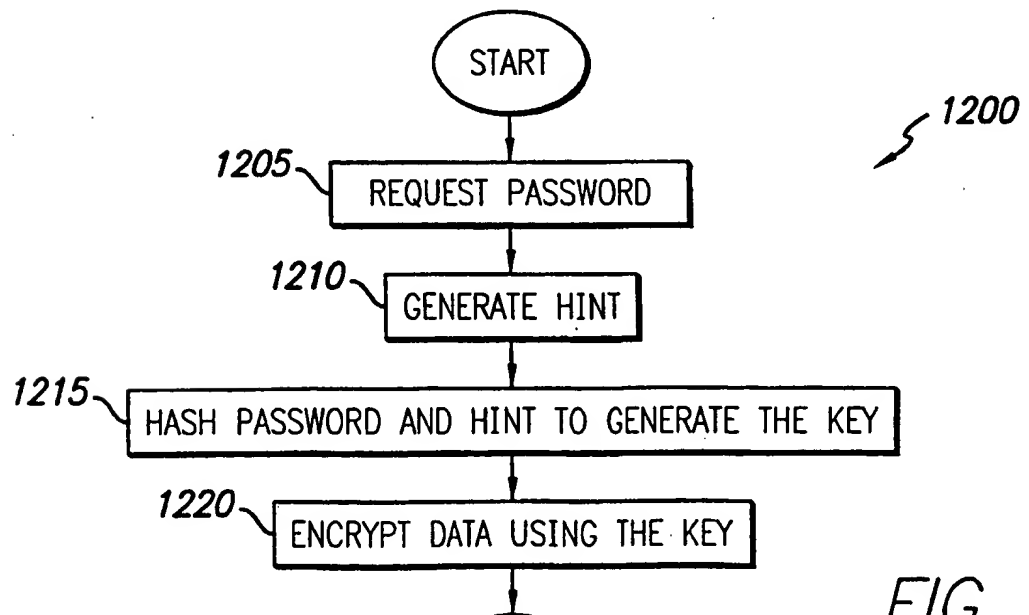 START
1200
1205
REQUEST PASSWORD
1210
GENERATE HINT
1215
HASH PASSWORD AND HINT TO GENERATE THE KEY
1220
ENCRYPT DATA USING THE KEY
FIG